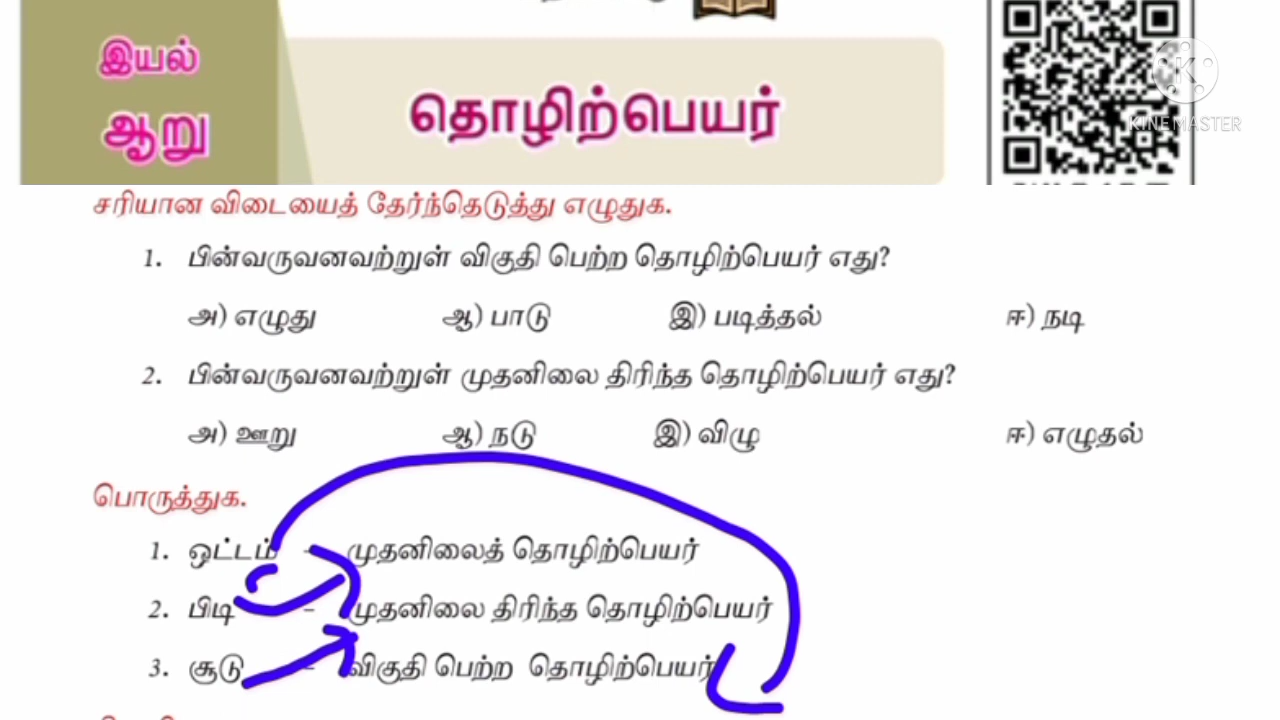 இயல்
ஆறு
தொழிற்பெயர்
KINEMASTER
சரியான விடையைத் தேர்ந்தெடுத்து எழுதுக.
1. பின்வருவனவற்றுள் விகுதி பெற்ற தொழிற்பெயர் எது?
அ) எழுது ஆ) பாடு இ) படித்தல் ஈ) நடி
2. பின்வருவனவற்றுள் முதனிலை திரிந்த தொழிற்பெயர் எது?
அ) ஊறு ஆ) நடு இ) விழு ஈ) எழுதல்
பொருத்துக.
1. ஒட்டம் - முதனிலைத் தொழிற்பெயர்
2. பிடி - முதனிலை திரிந்த தொழிற்பெயர்
3. சூடு - விகுதி பெற்ற தொழிற்பெயர்